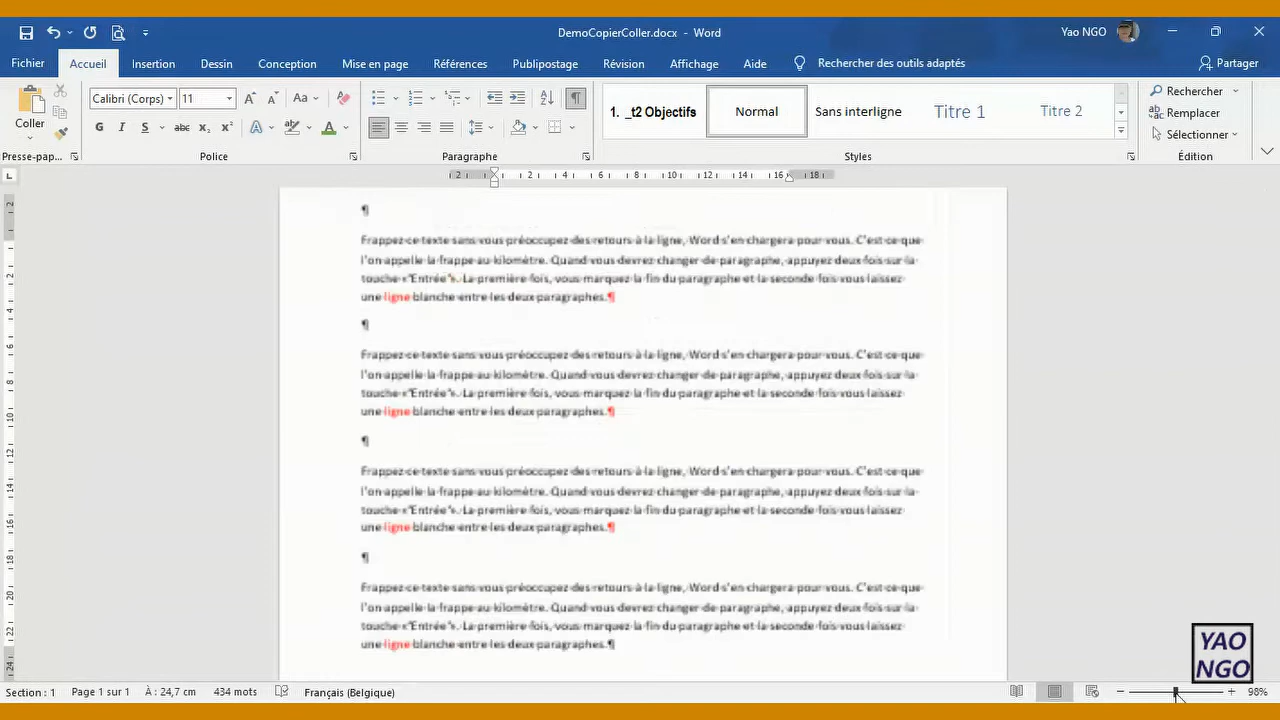 DemoCopierColler.docx - Word
Yao NGO
Fichier Accueil Insertion Dessin Conception Mise en page Références Publipostage Révision Affichage Aide Rechercher des outils adaptés Partager
Coller
Calibri (Corps) 11
1. _t2 Objectifs Normal Sans interligne Titre 1 Titre 2
Rechercher
Remplacer
Sélectionner
Presse-pap... Police Paragraphe Styles Édition
2 2 4 6 8 10 12 14 16 18
¶
Frappez ce texte sans vous préoccupez des retours à la ligne, Word s'en chargera pour vous. C'est ce que
l'on appelle la frappe au kilomètre. Quand vous devrez changer de paragraphe, appuyez deux fois sur la
touche « "Entrée" ». La première fois, vous marquez la fin du paragraphe et la seconde fois vous laissez
une ligne blanche entre les deux paragraphes.¶
¶
Frappez ce texte sans vous préoccupez des retours à la ligne, Word s'en chargera pour vous. C'est ce que
l'on appelle la frappe au kilomètre. Quand vous devrez changer de paragraphe, appuyez deux fois sur la
touche « "Entrée" ». La première fois, vous marquez la fin du paragraphe et la seconde fois vous laissez
une ligne blanche entre les deux paragraphes.¶
¶
Frappez ce texte sans vous préoccupez des retours à la ligne, Word s'en chargera pour vous. C'est ce que
l'on appelle la frappe au kilomètre. Quand vous devrez changer de paragraphe, appuyez deux fois sur la
touche « "Entrée" ». La première fois, vous marquez la fin du paragraphe et la seconde fois vous laissez
une ligne blanche entre les deux paragraphes.¶
¶
Frappez ce texte sans vous préoccupez des retours à la ligne, Word s'en chargera pour vous. C'est ce que
l'on appelle la frappe au kilomètre. Quand vous devrez changer de paragraphe, appuyez deux fois sur la
touche « "Entrée" ». La première fois, vous marquez la fin du paragraphe et la seconde fois vous laissez
une ligne blanche entre les deux paragraphes.¶
YAO
NGO
Section : 1 Page 1 sur 1 À : 24,7 cm 434 mots Français (Belgique) 98%